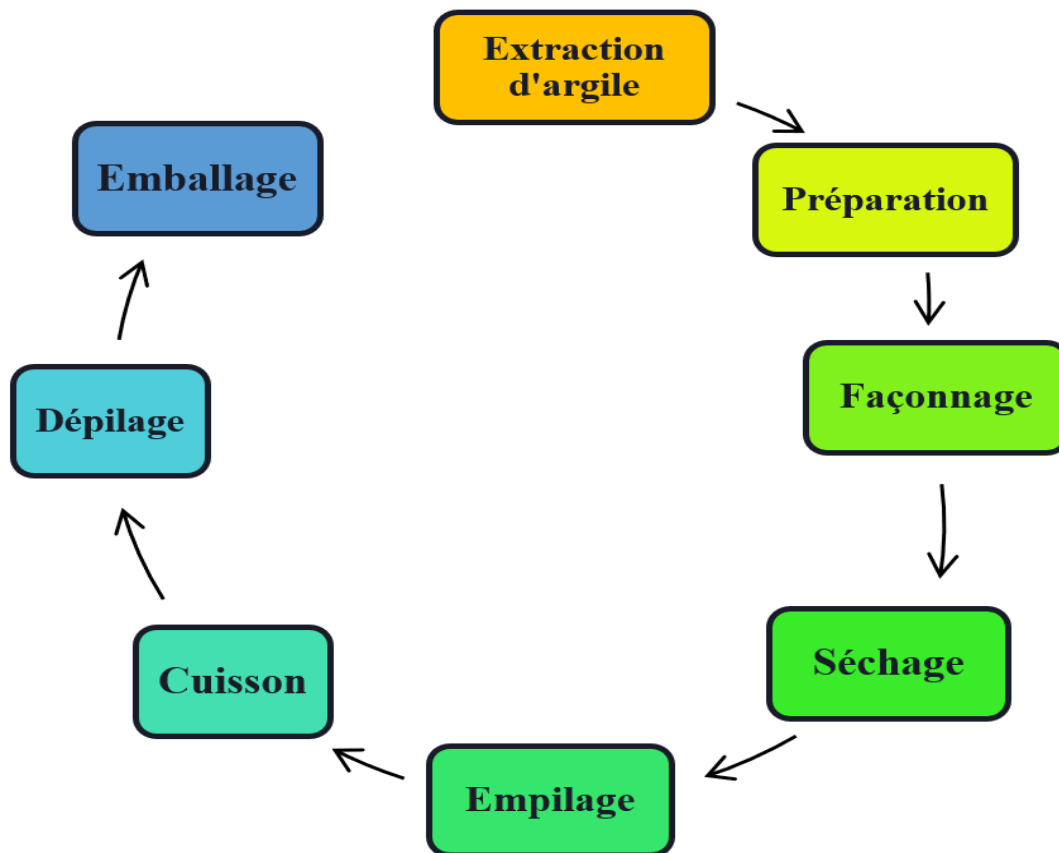 Extraction
d'argile
Préparation
Façonnage
Séchage
Empilage
Cuisson
Dépilage
Emballage